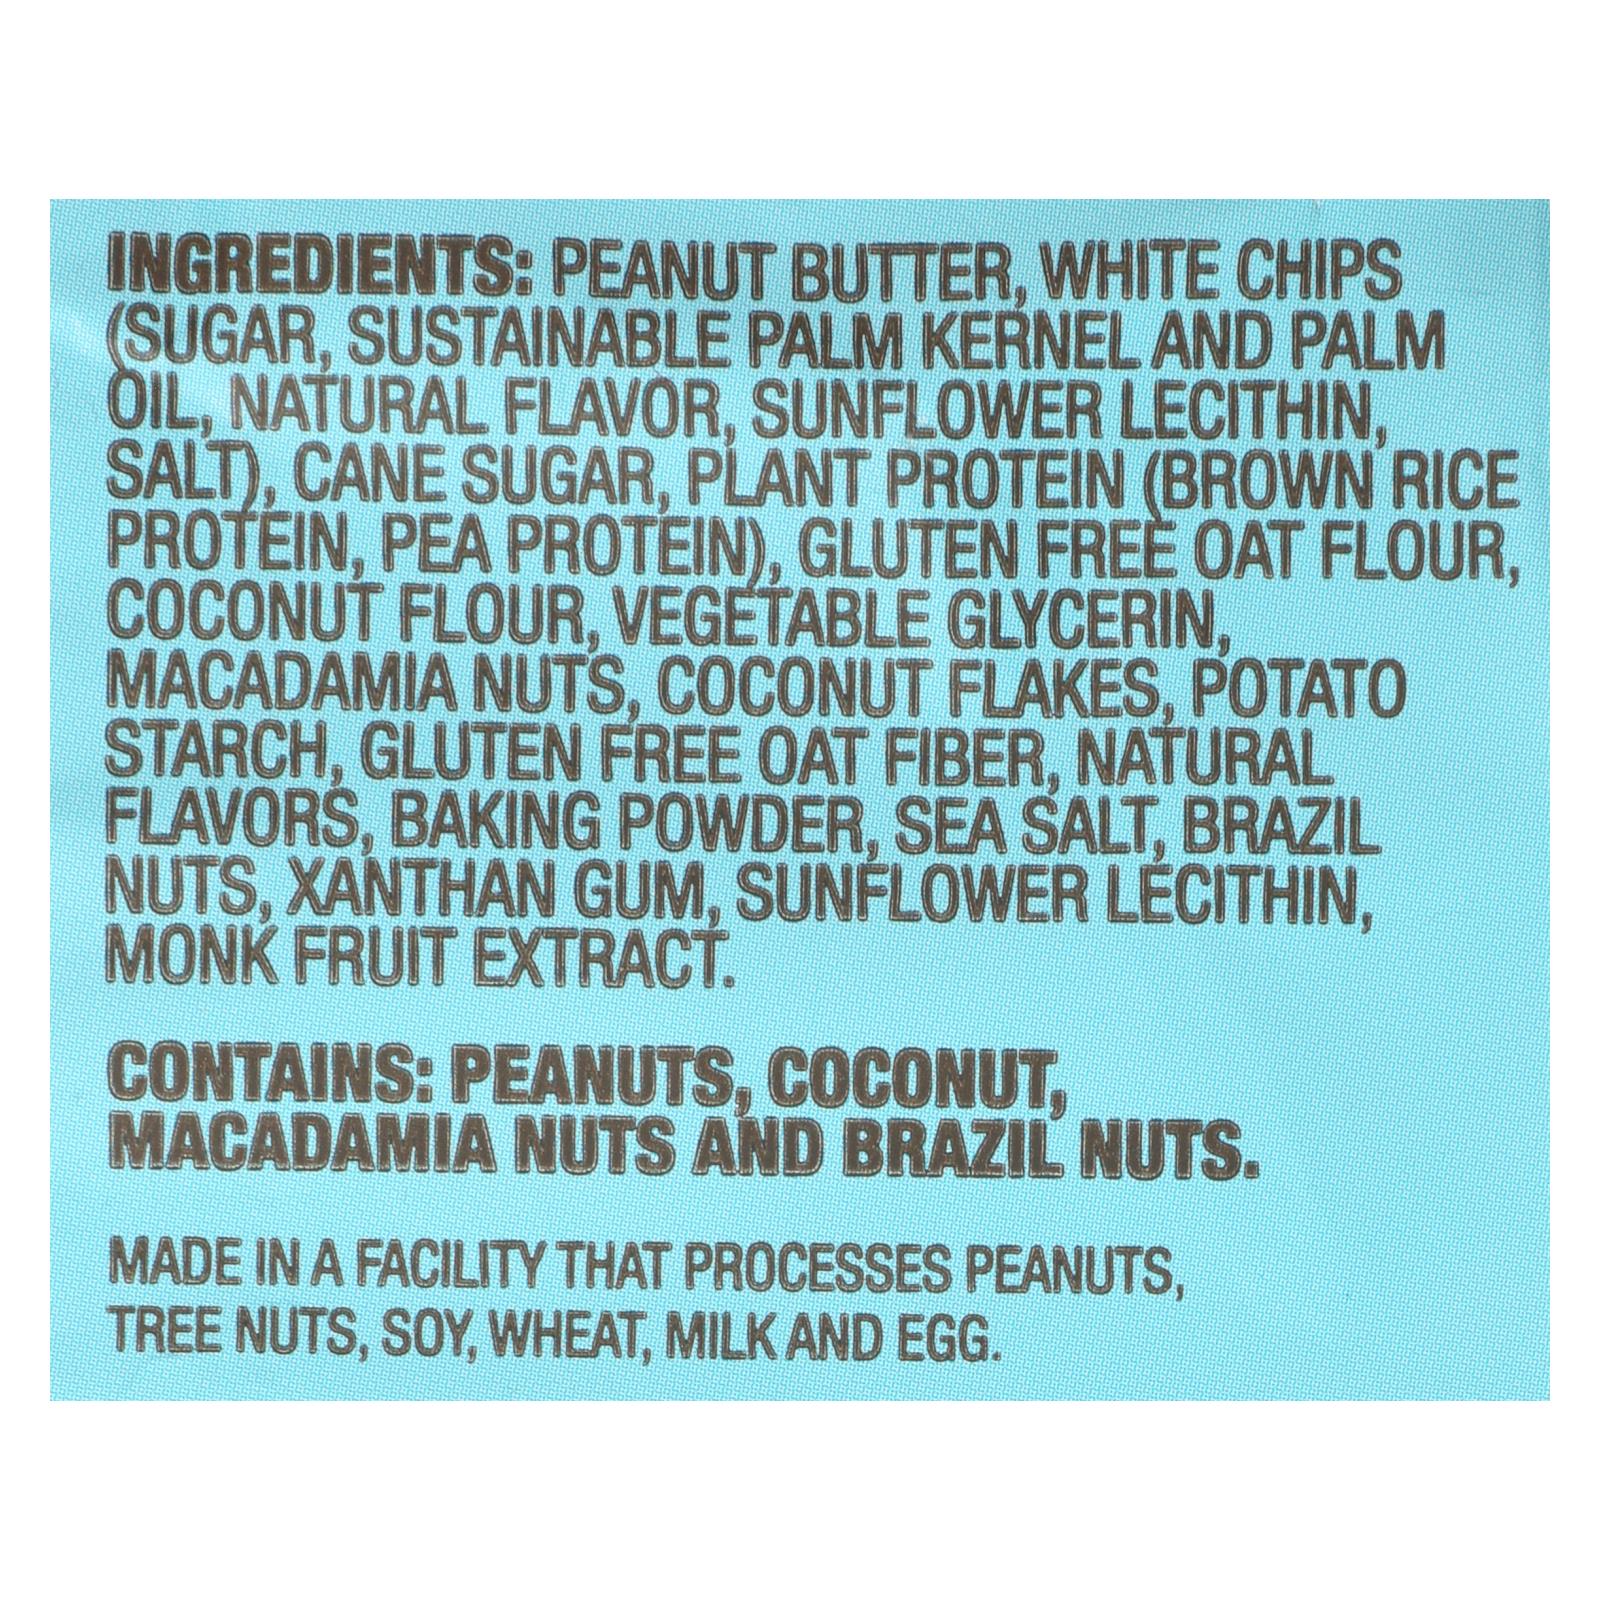 INGREDIENTS: PEANUT BUTTER, WHITE CHIPS
(SUGAR, SUSTAINABLE PALM KERNEL AND PALM
OIL, NATURAL FLAVOR, SUNFLOWER LECITHIN,
SALT), CANE SUGAR, PLANT PROTEIN (BROWN RICE
PROTEIN, PEA PROTEIN), GLUTEN FREE OAT FLOUR,
COCONUT FLOUR, VEGETABLE GLYCERIN,
MACADAMIA NUTS, COCONUT FLAKES, POTATO
STARCH, GLUTEN FREE OAT FIBER, NATURAL
FLAVORS, BAKING POWDER, SEA SALT, BRAZIL
NUTS, XANTHAN GUM, SUNFLOWER LECITHIN,
MONK FRUIT EXTRACT.
CONTAINS: PEANUTS, COCONUT,
MACADAMIA NUTS AND BRAZIL NUTS.
MADE IN A FACILITY THAT PROCESSES PEANUTS,
TREE NUTS, SOY, WHEAT, MILK AND EGG.